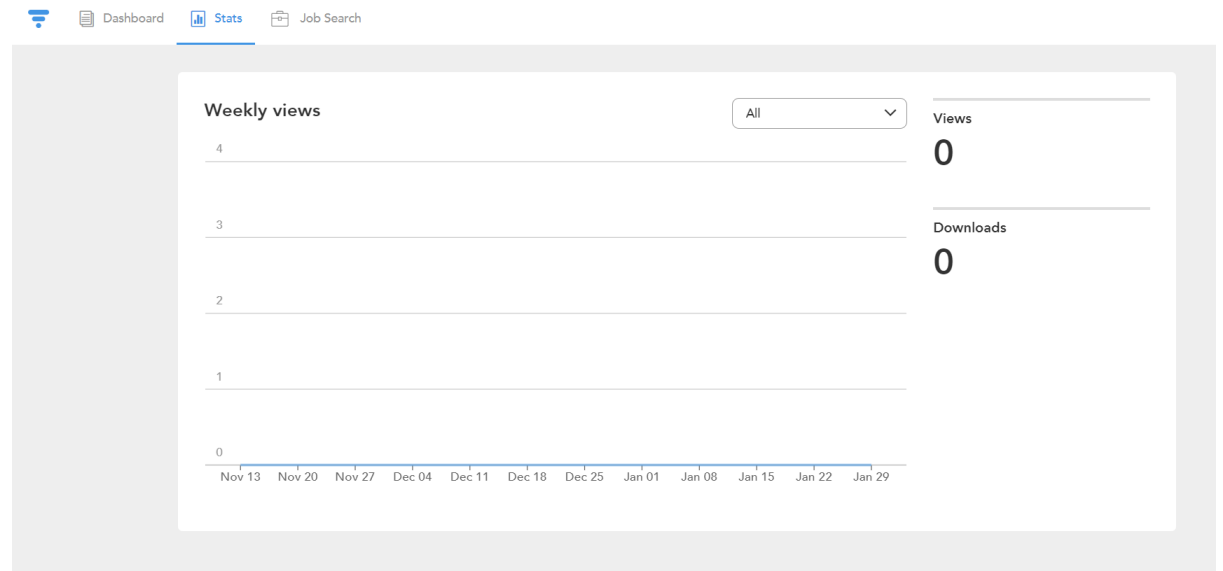 Dashboard Stats Job Search
Weekly views
All
4
3
2
1
0
Nov 13 Nov 20 Nov 27 Dec 04 Dec 11 Dec 18 Dec 25 Jan 01 Jan 08 Jan 15 Jan 22 Jan 29
Views
0
Downloads
0